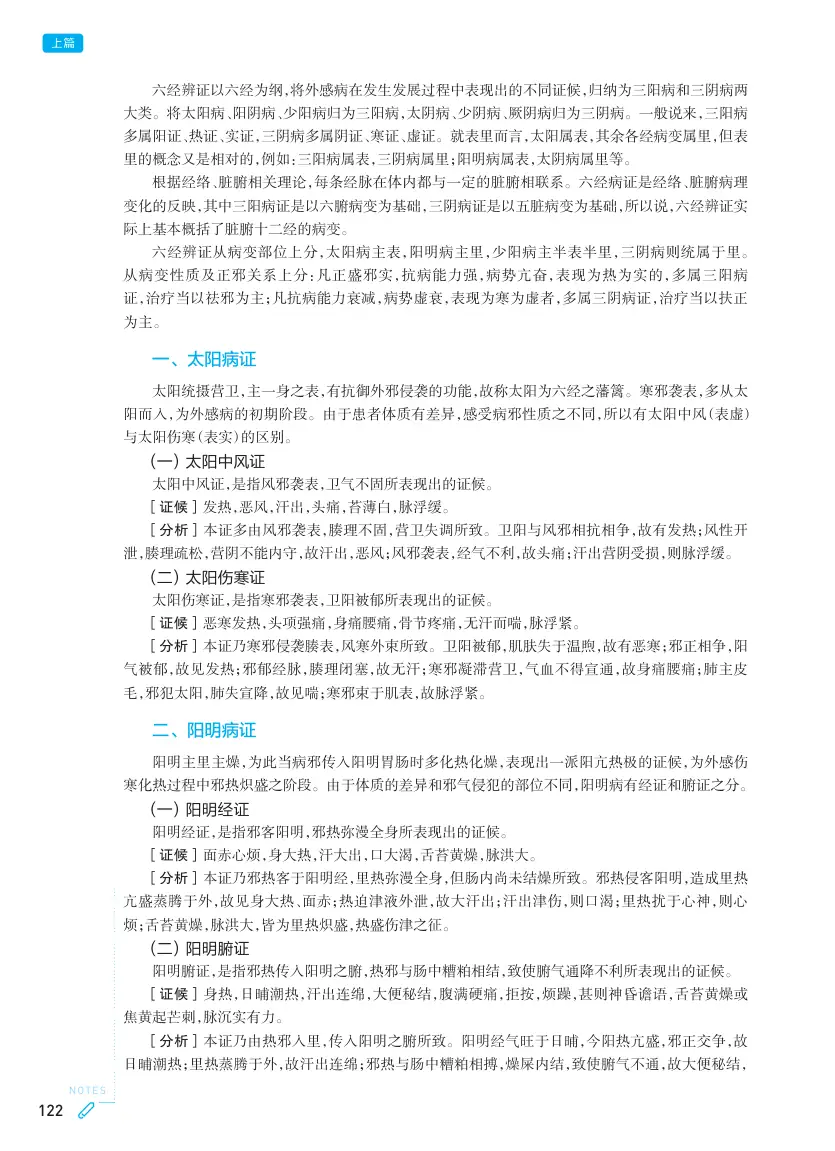 上篇
六经辨证以六经为纲,将外感病在发生发展过程中表现出的不同证候,归纳为三阳病和三阴病两
大类。将太阳病、阳阴病、少阳病归为三阳病,太阴病、少阴病、厥阴病归为三阴病。一般说来,三阳病
多属阳证、热证、实证,三阴病多属阴证、寒证、虚证。就表里而言,太阳属表,其余各经病变属里,但表
里的概念又是相对的,例如:三阳病属表,三阴病属里;阳明病属表,太阴病属里等。
根据经络、脏腑相关理论,每条经脉在体内都与一定的脏腑相联系。六经病证是经络、脏腑病理
变化的反映,其中三阳病证是以六腑病变为基础,三阴病证是以五脏病变为基础,所以说,六经辨证实
际上基本概括了脏腑十二经的病变。
六经辨证从病变部位上分,太阳病主表,阳明病主里,少阳病主半表半里,三阴病则统属于里。
从病变性质及正邪关系上分:凡正盛邪实,抗病能力强,病势亢奋,表现为热为实的,多属三阳病
证,治疗当以祛邪为主;凡抗病能力衰减,病势虚衰,表现为寒为虚者,多属三阴病证,治疗当以扶正
为主。
一、太阳病证
太阳统摄营卫,主一身之表,有抗御外邪侵袭的功能,故称太阳为六经之藩篱。寒邪袭表,多从太
阳而入,为外感病的初期阶段。由于患者体质有差异,感受病邪性质之不同,所以有太阳中风(表虚)
与太阳伤寒(表实)的区别。
(一)太阳中风证
太阳中风证,是指风邪袭表,卫气不固所表现出的证候。
[证候]发热,恶风,汗出,头痛,苔薄白,脉浮缓。
[分析]本证多由风邪袭表,腠理不固,营卫失调所致。卫阳与风邪相抗相争,故有发热;风性开
泄,腠理疏松,营阴不能内守,故汗出,恶风;风邪袭表,经气不利,故头痛;汗出营阴受损,则脉浮缓。
(二)太阳伤寒证
太阳伤寒证,是指寒邪袭表,卫阳被郁所表现出的证候。
[证候]恶寒发热,头项强痛,身痛腰痛,骨节疼痛,无汗而喘,脉浮紧。
[分析]本证乃寒邪侵袭腠表,风寒外束所致。卫阳被郁,肌肤失于温煦,故有恶寒;邪正相争,阳
气被郁,故见发热;邪郁经脉,腠理闭塞,故无汗;寒邪凝滞营卫,气血不得宣通,故身痛腰痛;肺主皮
毛,邪犯太阳,肺失宣降,故见喘;寒邪束于肌表,故脉浮紧。
二、阳明病证
阳明主里主燥,为此当病邪传入阳明胃肠时多化热化燥,表现出一派阳亢热极的证候,为外感伤
寒化热过程中邪热炽盛之阶段。由于体质的差异和邪气侵犯的部位不同,阳明病有经证和腑证之分。
(一)阳明经证
阳明经证,是指邪客阳明,邪热弥漫全身所表现出的证候。
[证候]面赤心烦,身大热,汗大出,口大渴,舌苔黄燥,脉洪大。
[分析]本证乃邪热客于阳明经,里热弥漫全身,但肠内尚未结燥所致。邪热侵客阳明,造成里热
亢盛蒸腾于外,故见身大热、面赤;热迫津液外泄,故大汗出;汗出津伤,则口渴;里热扰于心神,则心
烦;舌苔黄燥,脉洪大,皆为里热炽盛,热盛伤津之征。
(二)阳明腑证
阳明腑证,是指邪热传入阳明之腑,热邪与肠中糟粕相结,致使腑气通降不利所表现出的证候。
[证候]身热,日晡潮热,汗出连绵,大便秘结,腹满硬痛,拒按,烦躁,甚则神昏谵语,舌苔黄燥或
焦黄起芒刺,脉沉实有力。
[分析]本证乃由热邪入里,传入阳明之腑所致。阳明经气旺于日晡,今阳热亢盛,邪正交争,故
日晡潮热;里热蒸腾于外,故汗出连绵;邪热与肠中糟粕相搏,燥屎内结,致使腑气不通,故大便秘结,
NOTES
122